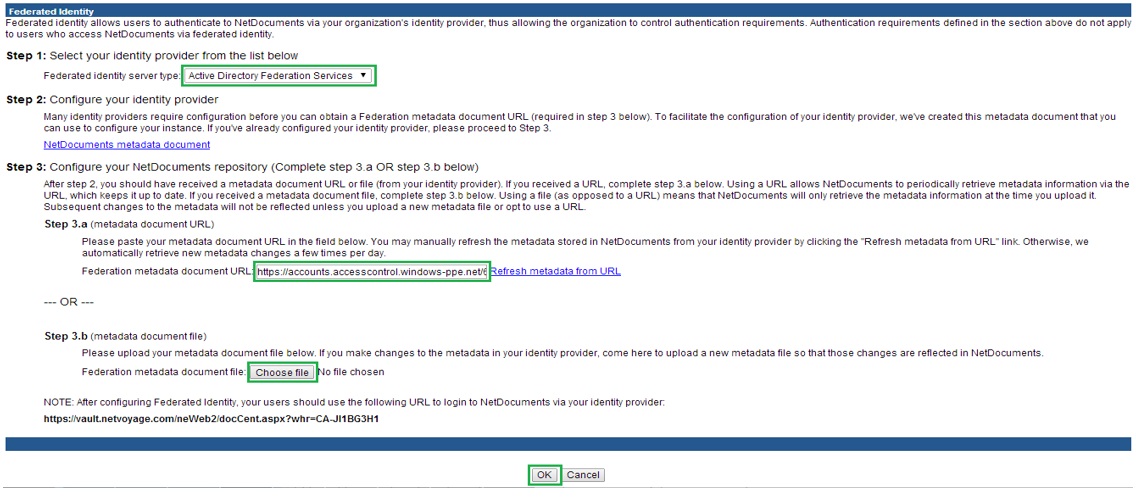 Federated Identity
Federated identity allows users to authenticate to NetDocuments via your organization's identity provider, thus allowing the organization to control authentication requirements. Authentication requirements defined in the section above do not apply
to users who access NetDocuments via federated identity.
Step 1: Select your identity provider from the list below
Federated identity server type: Active Directory Federation Services
Step 2: Configure your identity provider
Many identity providers require configuration before you can obtain a Federation metadata document URL (required in step 3 below). To facilitate the configuration of your identity provider, we've created this metadata document that you
can use to configure your instance. If you've already configured your identity provider, please proceed to Step 3.
NetDocuments metadata document
Step 3: Configure your NetDocuments repository (Complete step 3.a OR step 3.b below)
After step 2, you should have received a metadata document URL or file (from your identity provider). If you received a URL, complete step 3.a below. Using a URL allows NetDocuments to periodically retrieve metadata information via the
URL, which keeps it up to date. If you received a metadata document file, complete step 3.b below. Using a file (as opposed to a URL) means that NetDocuments will only retrieve the metadata information at the time you upload it.
Subsequent changes to the metadata will not be reflected unless you upload a new metadata file or opt to use a URL.
Step 3.a (metadata document URL)
Please paste your metadata document URL in the field below. You may manually refresh the metadata stored in NetDocuments from your identity provider by clicking the "Refresh metadata from URL" link. Otherwise, we
automatically retrieve new metadata changes a few times per day.
Federation metadata document URL: https://accounts.accesscontrol.windows-ppe.net/6 Refresh metadata from URL
--- OR ---
Step 3.b (metadata document file)
Please upload your metadata document file below. If you make changes to the metadata in your identity provider, come here to upload a new metadata file so that those changes are reflected in NetDocuments.
Federation metadata document file: Choose file No file chosen
NOTE: After configuring Federated Identity, your users should use the following URL to login to NetDocuments via your identity provider:
https://vault.netvoyage.com/neWeb2/docCent.aspx?whr=CA-JI1BG3H1
OK Cancel